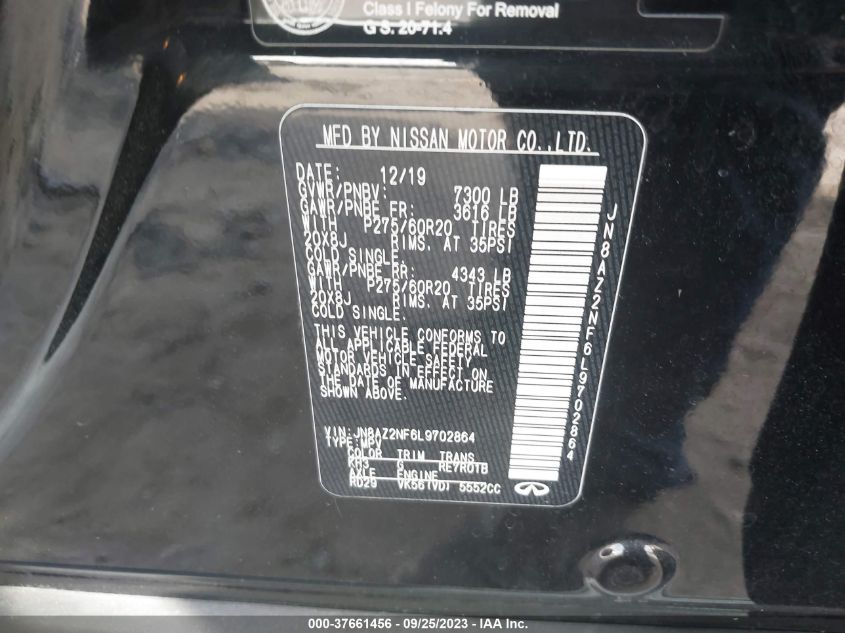 Class I Felony For Removal
G S. 20-71.4
MFD BY NISSAN MOTOR CO.,LTD.
DATE: 12/19
GVWR/PNBV: 7300 LB
GAWR/PNBE FR: 3616 LB
WITH P275/60R20 TIRES
20X8J RIMS. AT 35PSI
COLD SINGLE.
GAWR/PNBE RR: 4343 LB
WITH P275/60R20 TIRES
20X8J RIMS. AT 35PSI
COLD SINGLE.
THIS VEHICLE CONFORMS TO
ALL APPLICABLE FEDERAL
MOTOR VEHICLE SAFETY
STANDARDS IN EFFECT ON
THE DATE OF MANUFACTURE
SHOWN ABOVE.
VIN:JN8AZ2NF6L9702864
TYPE:MPV
COLOR TRIM TRANS
KH3 G RE7R01B
AXLE ENGINE
RD29 VK56(VD) 5552CC
JN8AZ2NF6L9702864
000-37661456 - 09/25/2023 - IAA Inc.